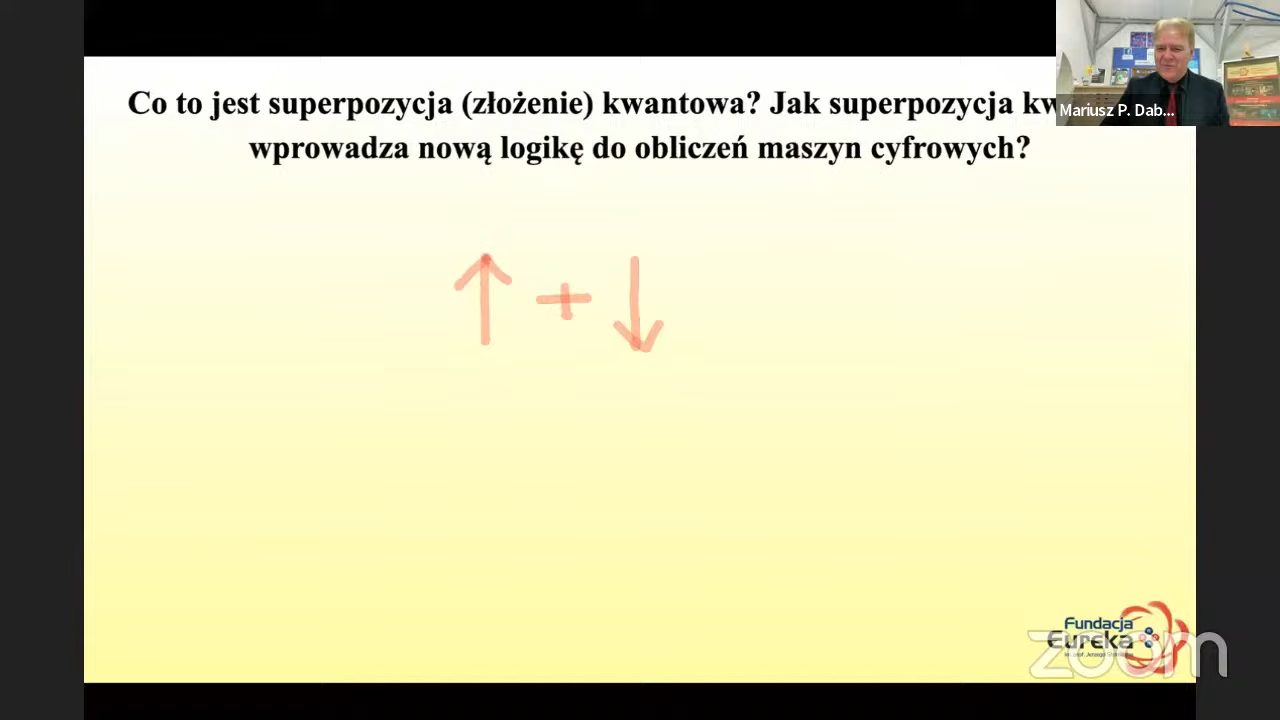 Co to jest superpozycja (złożenie) kwantowa? Jak superpozycja kw
wprowadza nową logikę do obliczeń maszyn cyfrowych?
Mariusz P. Dab...
↑ + ↓
Fundacja
Eureka
zoom